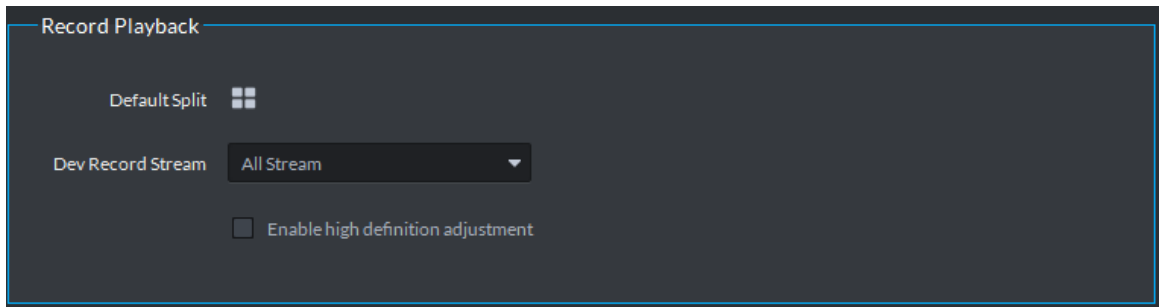 Record Playback
Default Split
Dev Record Stream All Stream
Enable high definition adjustment